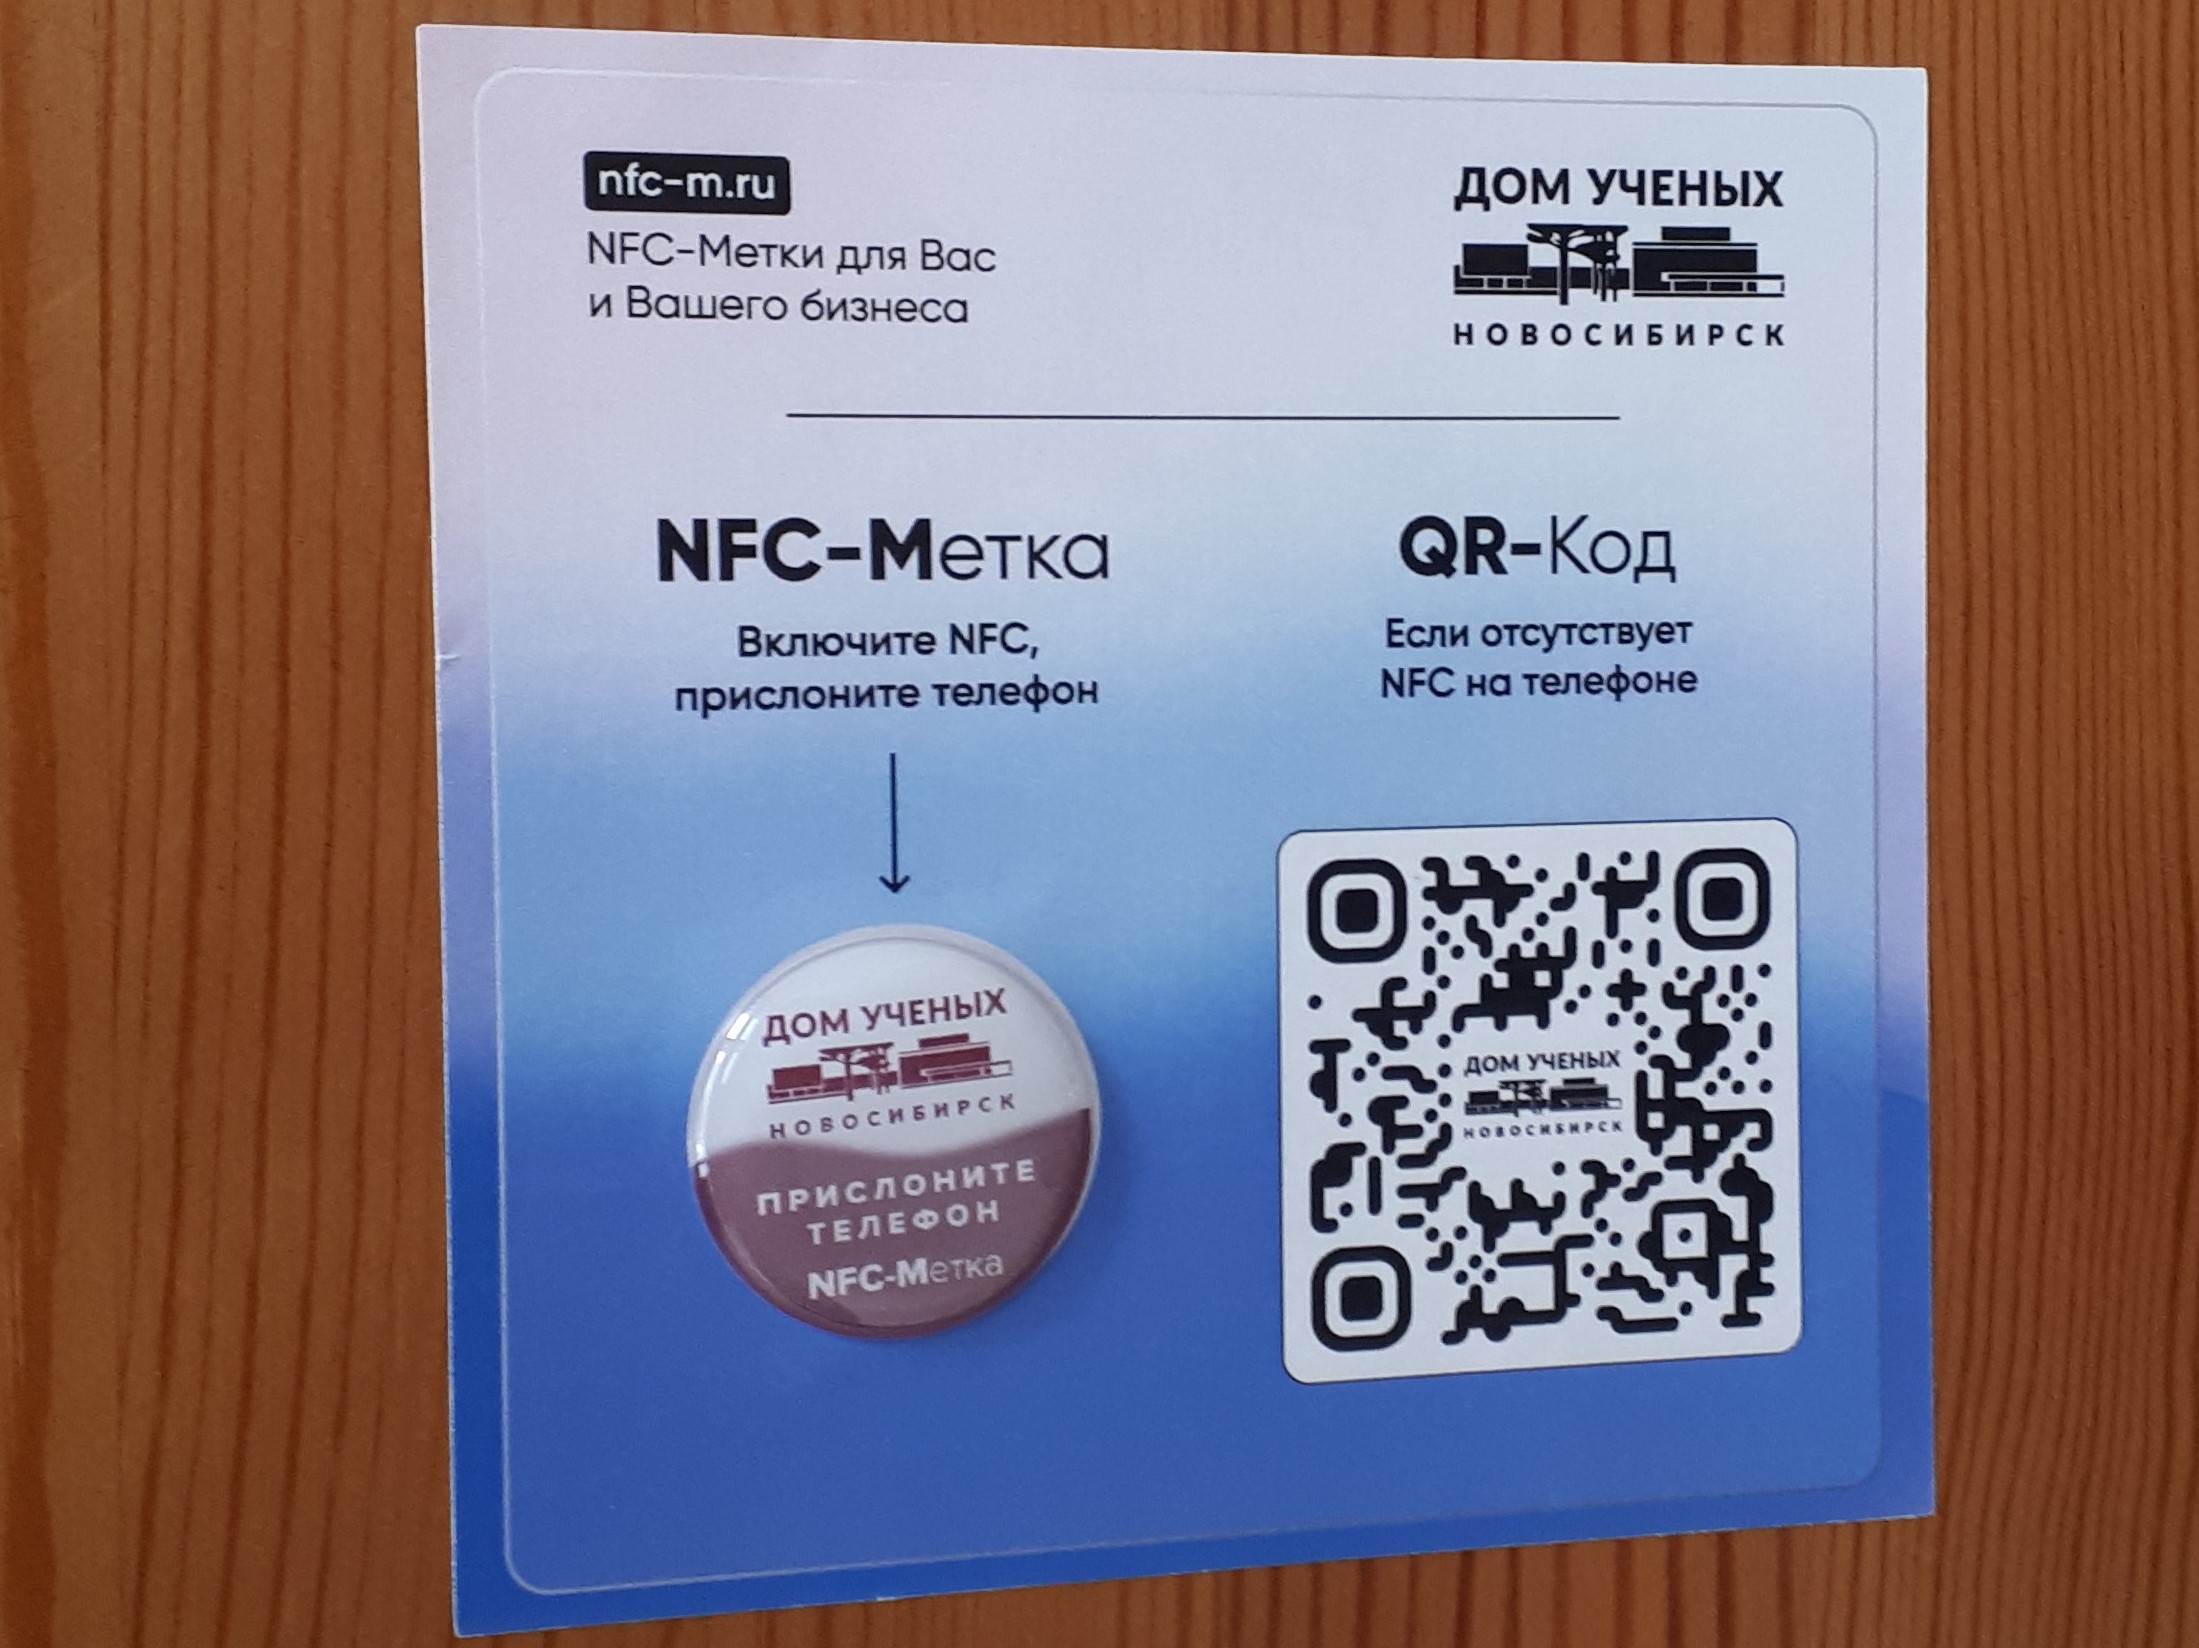 nfc-m.ru
NFC-Метки для Вас
и Вашего бизнеса
ДОМ УЧЕНЫХ
НОВОСИБИРСК
NFC-Метка
Включите NFC,
прислоните телефон
QR-Код
Если отсутствует
NFC на телефоне
ДОМ УЧЕНЫХ
НОВОСИБИРСК
ПРИСЛОНИТЕ
ТЕЛЕФОН
NFC-Метка
ДОМ УЧЕНЫХ
НОВОСИБИРСК